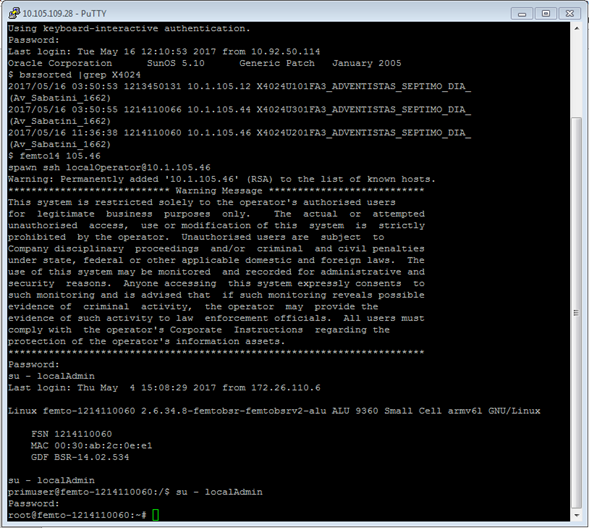 10.105.109.28 - PuTTY
Using keyboard-interactive authentication.
Password:
Last login: Tue May 16 12:10:53 2017 from 10.92.50.114
Oracle Corporation      SunOS 5.10      Generic Patch   January 2005
$ bsrsorted |grep X4024
2017/05/16 03:50:53 1213450131 10.1.105.12 X4024U101FA3_ADVENTISTAS_SEPTIMO_DIA_
(Av_Sabatini_1662)
2017/05/16 03:50:55 1214110066 10.1.105.44 X4024U301FA3_ADVENTISTAS_SEPTIMO_DIA_
(Av_Sabatini_1662)
2017/05/16 11:36:38 1214110060 10.1.105.46 X4024U201FA3_ADVENTISTAS_SEPTIMO_DIA_
(Av_Sabatini_1662)
$ femto14 105.46
spawn ssh localOperator@10.1.105.46
Warning: Permanently added '10.1.105.46' (RSA) to the list of known hosts.
*************************** Warning Message **************************
This system is restricted solely to the operator's authorised users
for  legitimate  business  purposes  only.   The  actual  or  attempted
unauthorised  access,  use or modification of this  system  is  strictly
prohibited  by the operator.  Unauthorised users  are  subject  to
Company disciplinary  proceedings  and/or  criminal  and civil penalties
under state, federal or other applicable domestic and foreign laws.  The
use of this system may be monitored  and recorded for administrative and
security  reasons.  Anyone accessing  this system expressly consents  to
such monitoring and is advised that  if such monitoring reveals possible
evidence  of  criminal  activity,  the operator  may  provide the
evidence of such activity to law  enforcement officials.  All users must
comply with  the operator's Corporate  Instructions  regarding the
protection of the operator's information assets.
**********************************************************************
Password:
su - localAdmin
Last login: Thu May  4 15:08:29 2017 from 172.26.110.6
Linux femto-1214110060 2.6.34.8-femtobsr-femtobsrv2-alu ALU 9360 Small Cell armv6l GNU/Linux
FSN 1214110060
MAC 00:30:ab:2c:0e:e1
GDF BSR-14.02.534
su - localAdmin
primuser@femto-1214110060:/$ su - localAdmin
Password:
root@femto-1214110060:~#